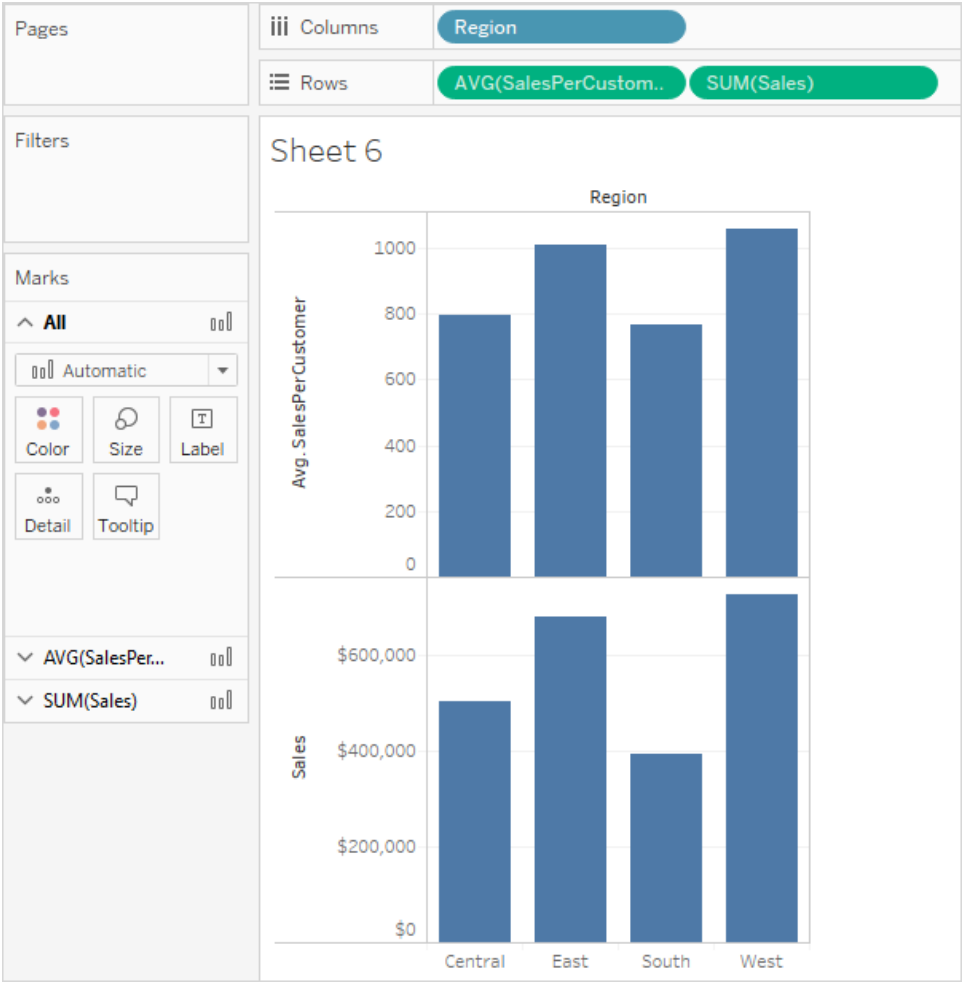 Pages
Columns
Region
Rows
AVG(SalesPerCustom..
SUM(Sales)
Filters
Marks
All
Automatic
Color
Size
Label
Detail
Tooltip
AVG(SalesPer...
SUM(Sales)
Sheet 6
Region
Avg. SalesPerCustomer
1000
800
600
400
200
0
Sales
$600,000
$400,000
$200,000
$0
Central
East
South
West